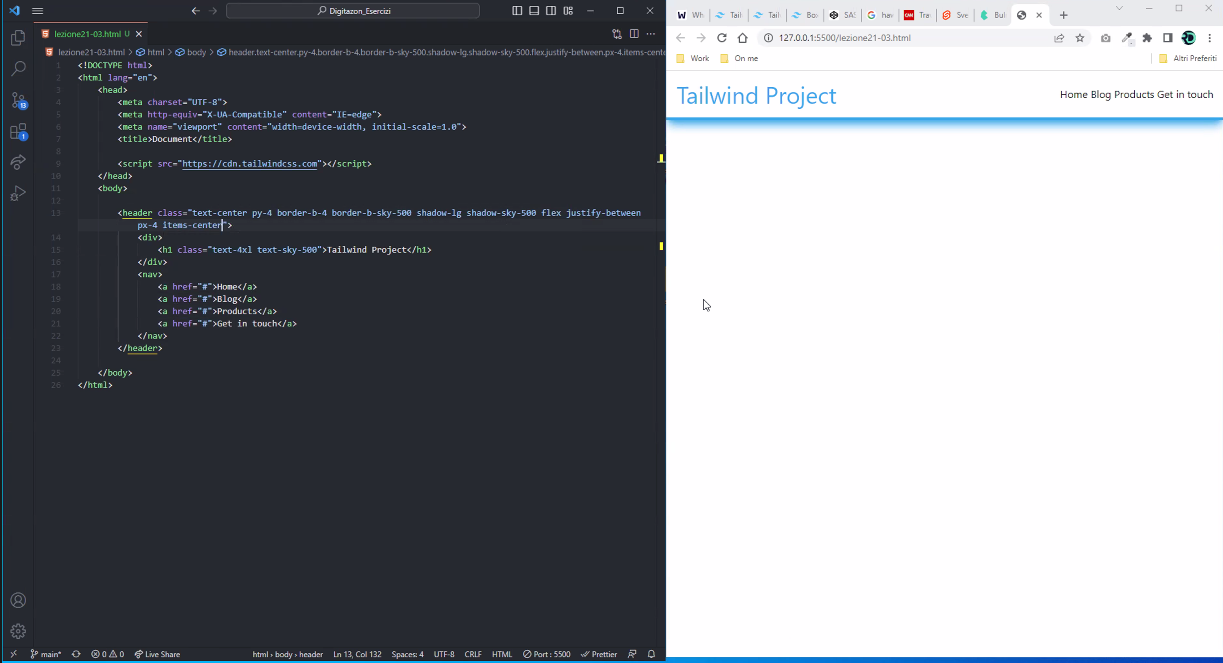 Digitazon_Esercizi
lezione21-03.html U
lezione21-03.html > html > body > header.text-center.py-4.border-b-4.border-b-sky-500.shadow-lg.shadow-sky-500.flex.justify-between.px-4.items-cente
1 <!DOCTYPE html>
2 <html lang="en">
3 <head>
4 <meta charset="UTF-8">
5 <meta http-equiv="X-UA-Compatible" content="IE=edge">
6 <meta name="viewport" content="width=device-width, initial-scale=1.0">
7 <title>Document</title>
8
9 <script src="https://cdn.tailwindcss.com"></script>
10 </head>
11 <body>
12
13 <header class="text-center py-4 border-b-4 border-b-sky-500 shadow-lg shadow-sky-500 flex justify-between
px-4 items-center">
14 <div>
15 <h1 class="text-4xl text-sky-500">Tailwind Project</h1>
16 </div>
17 <nav>
18 <a href="#">Home</a>
19 <a href="#">Blog</a>
20 <a href="#">Products</a>
21 <a href="#">Get in touch</a>
22 </nav>
23 </header>
24
25 </body>
26 </html>
13
1
main* 0 0 Live Share html > body > header Ln 13, Col 132 Spaces: 4 UTF-8 CRLF HTML Port : 5500 Prettier
Wh Tail Tail Bo SA hav Tra Sve Bul
127.0.0.1:5500/lezione21-03.html
Work On me Altri Preferiti
Tailwind Project
Home Blog Products Get in touch